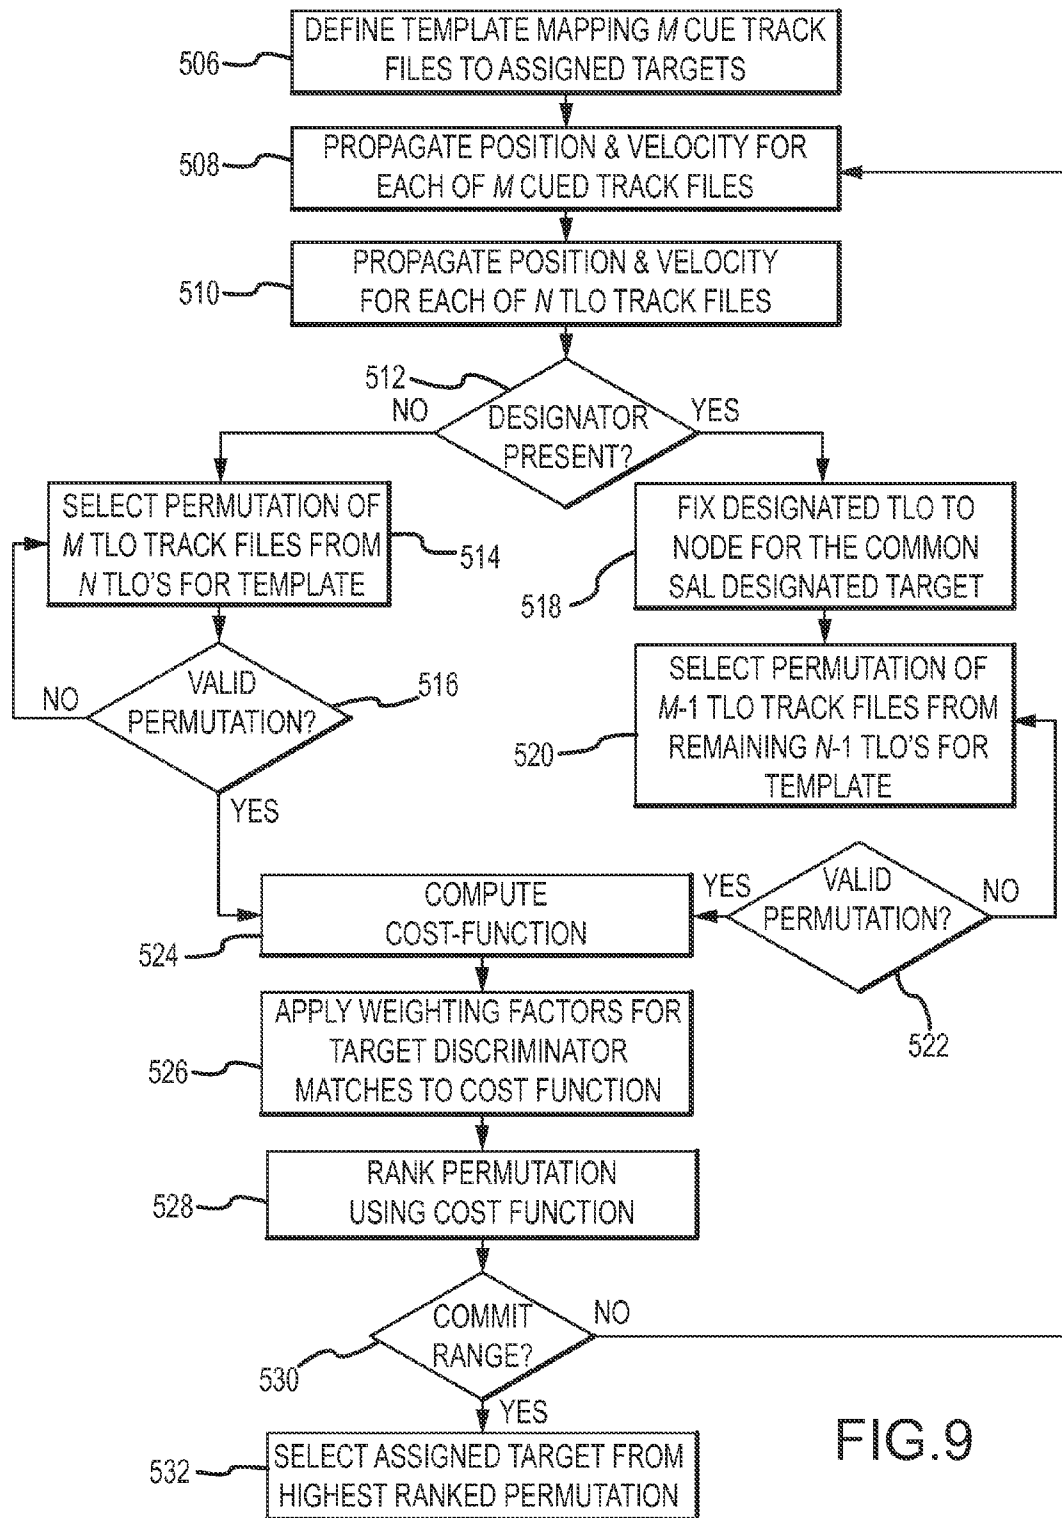 DEFINE TEMPLATE MAPPING M CUE TRACK
FILES TO ASSIGNED TARGETS
506
PROPAGATE POSITION & VELOCITY FOR
EACH OF M CUED TRACK FILES
508
PROPAGATE POSITION & VELOCITY
FOR EACH OF N TLO TRACK FILES
510
512
DESIGNATOR
PRESENT?
NO
YES
SELECT PERMUTATION OF
M TLO TRACK FILES FROM
N TLO'S FOR TEMPLATE
514
VALID
PERMUTATION?
516
NO
YES
FIX DESIGNATED TLO TO
NODE FOR THE COMMON
SAL DESIGNATED TARGET
518
SELECT PERMUTATION OF
M-1 TLO TRACK FILES FROM
REMAINING N-1 TLO'S FOR
TEMPLATE
520
VALID
PERMUTATION?
YES
NO
522
COMPUTE
COST-FUNCTION
524
APPLY WEIGHTING FACTORS FOR
TARGET DISCRIMINATOR
MATCHES TO COST FUNCTION
526
RANK PERMUTATION
USING COST FUNCTION
528
COMMIT
RANGE?
NO
530
YES
SELECT ASSIGNED TARGET FROM
HIGHEST RANKED PERMUTATION
532
FIG.9